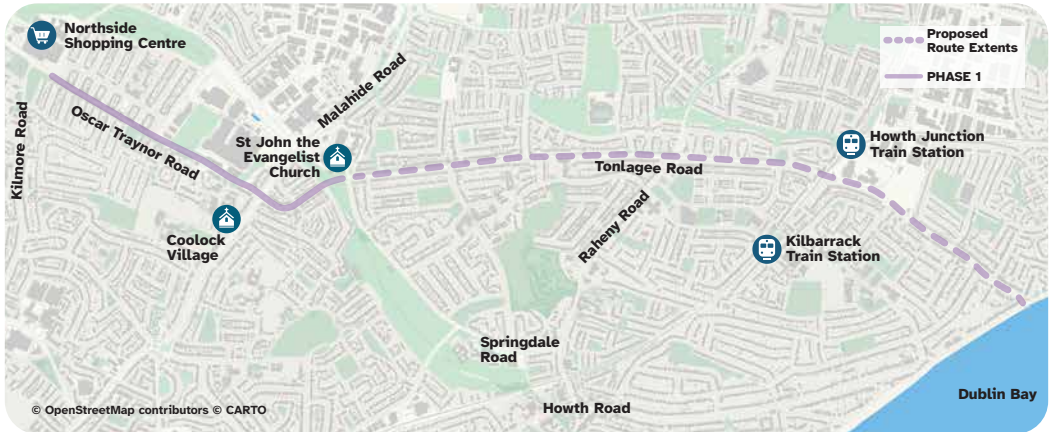 Northside
Shopping Centre
Proposed
Route Extents
PHASE 1
Malahide Road
Kilmore Road
Oscar Traynor Road
St John the
Evangelist
Church
Howth Junction
Train Station
Tonlagee Road
Raheny Road
Coolock
Village
Kilbarrack
Train Station
Springdale
Road
Dublin Bay
Howth Road
© OpenStreetMap contributors © CARTO